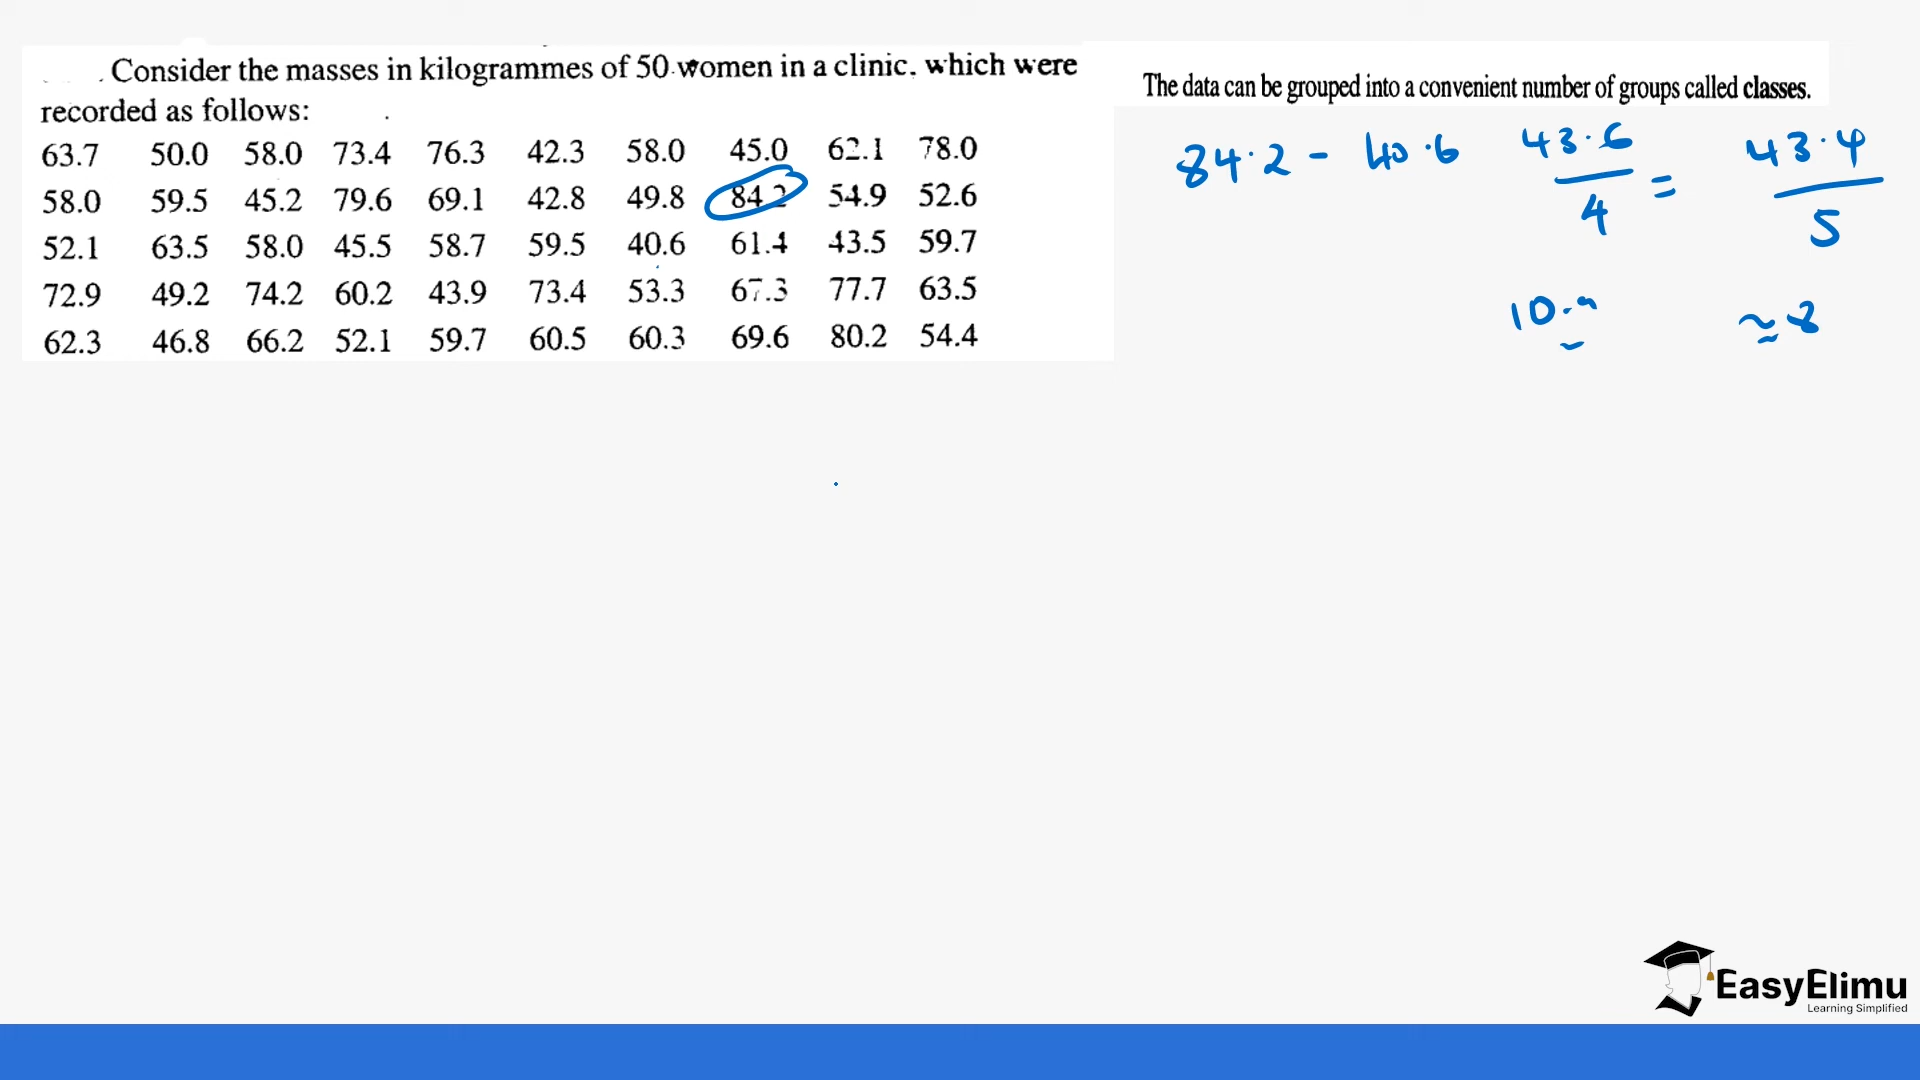 Consider the masses in kilogrammes of 50 women in a clinic, which were
recorded as follows:
63.7 50.0 58.0 73.4 76.3 42.3 58.0 45.0 62.1 78.0
58.0 59.5 45.2 79.6 69.1 42.8 49.8 84.2 54.9 52.6
52.1 63.5 58.0 45.5 58.7 59.5 40.6 61.4 43.5 59.7
72.9 49.2 74.2 60.2 43.9 73.4 53.3 67.3 77.7 63.5
62.3 46.8 66.2 52.1 59.7 60.5 60.3 69.6 80.2 54.4
The data can be grouped into a convenient number of groups called classes.
84.2 - 40.6
43.6
4 =
10.9
43.4
5
≈ 8
EasyElimu
Learning Simplified